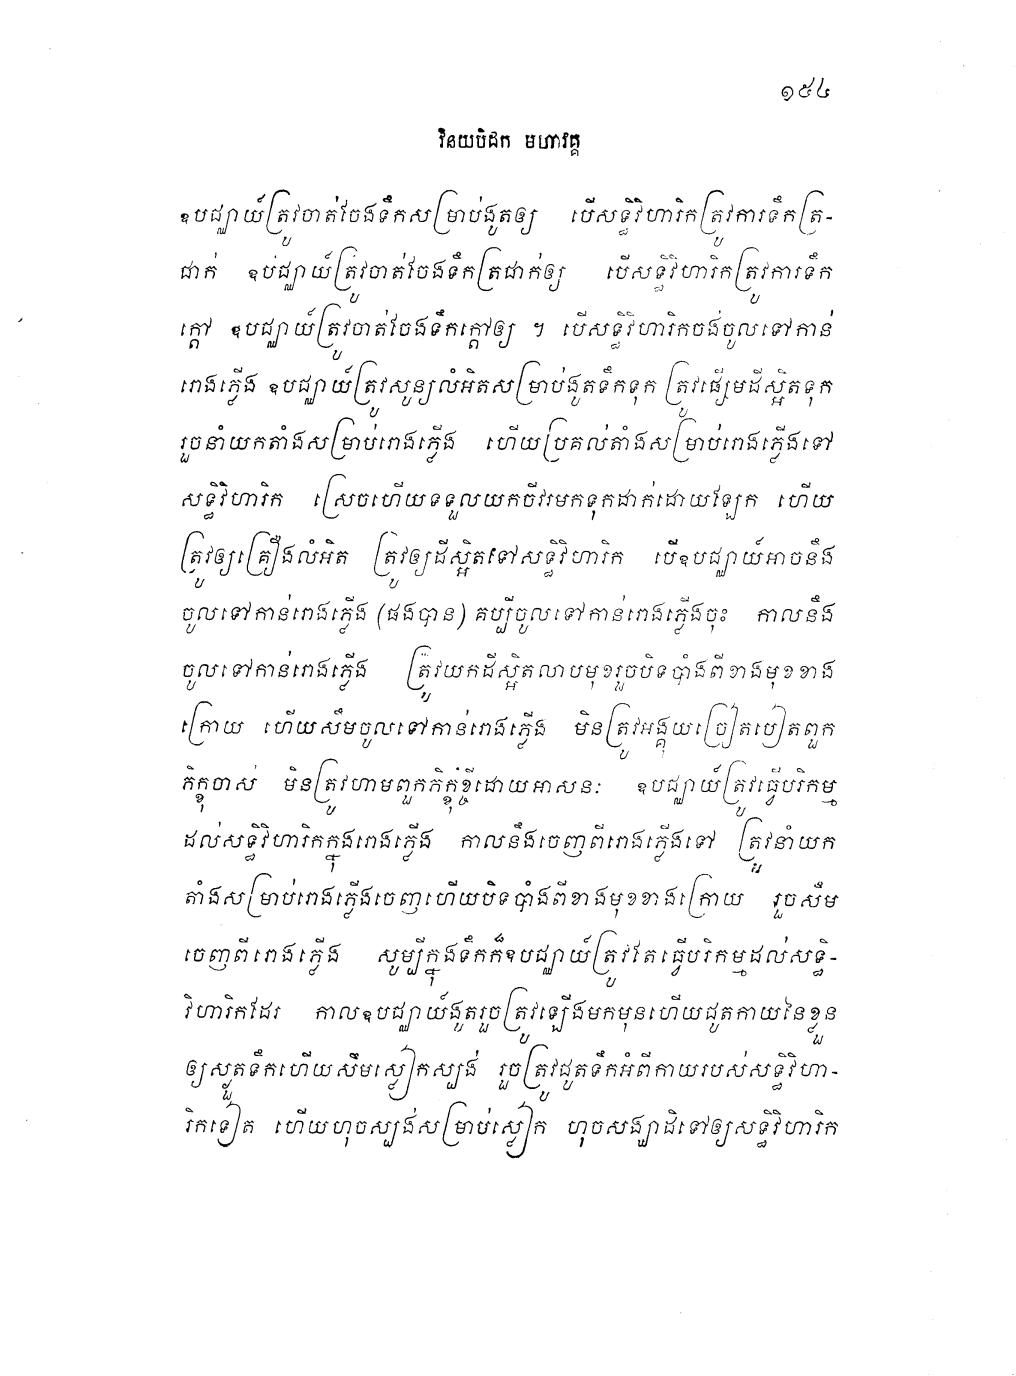 ១៩៤
វិនយបិដក មហាវគ្គ
ឧបជ្ឈាយ៍ត្រូវចាត់ចែងទឹកសម្រាប់ងូតឲ្យ បើសទ្ធិវិហារិកត្រូវការទឹកត្រ-
ជាក់ ឧបជ្ឈាយ៍ត្រូវចាត់ចែងទឹកត្រជាក់ឲ្យ បើសទ្ធិវិហារិកត្រូវការទឹក
ក្តៅ ឧបជ្ឈាយ៍ត្រូវចាត់ចែងទឹកក្តៅឲ្យ ។ បើសទ្ធិវិហារិកចង់ចូលទៅកាន់
រោងភ្លើង ឧបជ្ឈាយ៍ត្រូវសូន្យលំអិតសម្រាប់ងូតទឹកទុក ត្រូវផ្សើមដីស្អិតទុក
រួចនាំយកតាំងសម្រាប់រោងភ្លើង ហើយប្រគល់តាំងសម្រាប់រោងភ្លើងទៅ
សទ្ធិវិហារិក ស្រេចហើយទទួលយកចីវរមកទុកដាក់ដោយឡែក ហើយ
ត្រូវឲ្យគ្រឿងលំអិត ត្រូវឲ្យដីស្អិតទៅសទ្ធិវិហារិក បើឧបជ្ឈាយ៍អាចនឹង
ចូលទៅកាន់រោងភ្លើង (ផងបាន) គប្បីចូលទៅកាន់រោងភ្លើងចុះ កាលនឹង
ចូលទៅកាន់រោងភ្លើង ត្រូវយកដីស្អិតលាបមុខរួចបិទបាំងពីខាងមុខខាង
ក្រោយ ហើយសឹមចូលទៅកាន់រោងភ្លើង មិនត្រូវអង្គុយជ្រៀតបៀតពួក
ភិក្ខុចាស់ មិនត្រូវហាមពួកភិក្ខុខ្ចីដោយអាសនៈ ឧបជ្ឈាយ៍ត្រូវធ្វើបរិកម្ម
ដល់សទ្ធិវិហារិកក្នុងរោងភ្លើង កាលនឹងចេញពីរោងភ្លើងទៅ ត្រូវនាំយក
តាំងសម្រាប់រោងភ្លើងចេញហើយបិទបាំងពីខាងមុខខាងក្រោយ រួចសឹម
ចេញពីរោងភ្លើង សូម្បីក្នុងទឹកក៏ឧបជ្ឈាយ៍ត្រូវតែធ្វើបរិកម្មដល់សទ្ធិ-
វិហារិកដែរ កាលឧបជ្ឈាយ៍ងូតរួចត្រូវឡើងមកមុនហើយជូតកាយនៃខ្លួន
ឲ្យស្ងួតទឹកហើយសឹមស្លៀកស្បង់ រួចត្រូវជូតទឹកអំពីកាយរបស់សទ្ធិវិហា-
រិកទៀត ហើយហុចស្បង់សម្រាប់ស្លៀក ហុចសង្ឃាដិទៅឲ្យសទ្ធិវិហារិក